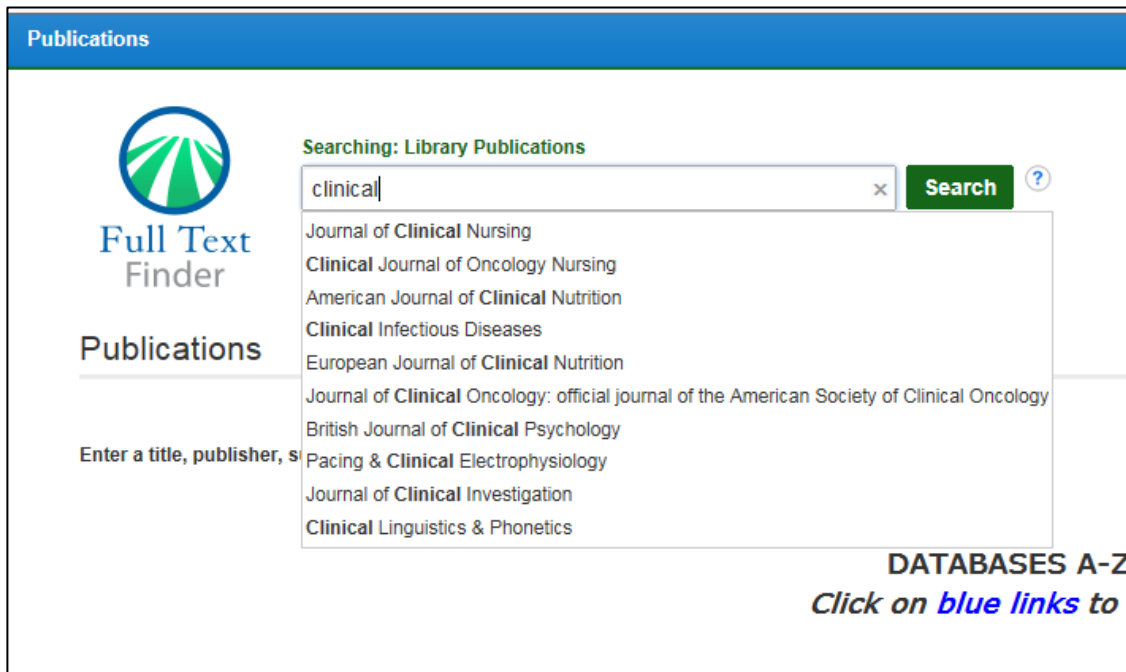 Publications
Searching: Library Publications
clinical
×
Search
?
Full Text
Finder
Journal of Clinical Nursing
Clinical Journal of Oncology Nursing
American Journal of Clinical Nutrition
Clinical Infectious Diseases
European Journal of Clinical Nutrition
Journal of Clinical Oncology: official journal of the American Society of Clinical Oncology
British Journal of Clinical Psychology
Pacing & Clinical Electrophysiology
Journal of Clinical Investigation
Clinical Linguistics & Phonetics
Publications
Enter a title, publisher,
DATABASES A-Z
Click on blue links to